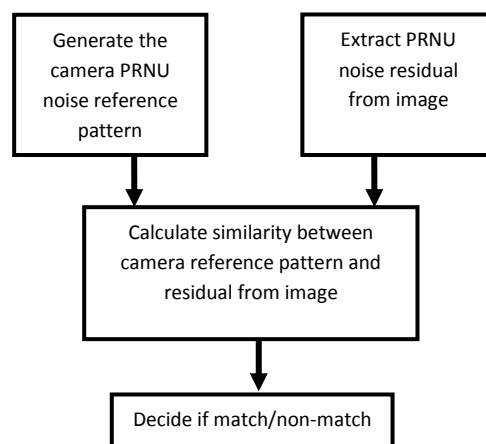 Generate the
camera PRNU
noise reference
pattern
Extract PRNU
noise residual
from image
Calculate similarity between
camera reference pattern and
residual from image
Decide if match/non-match